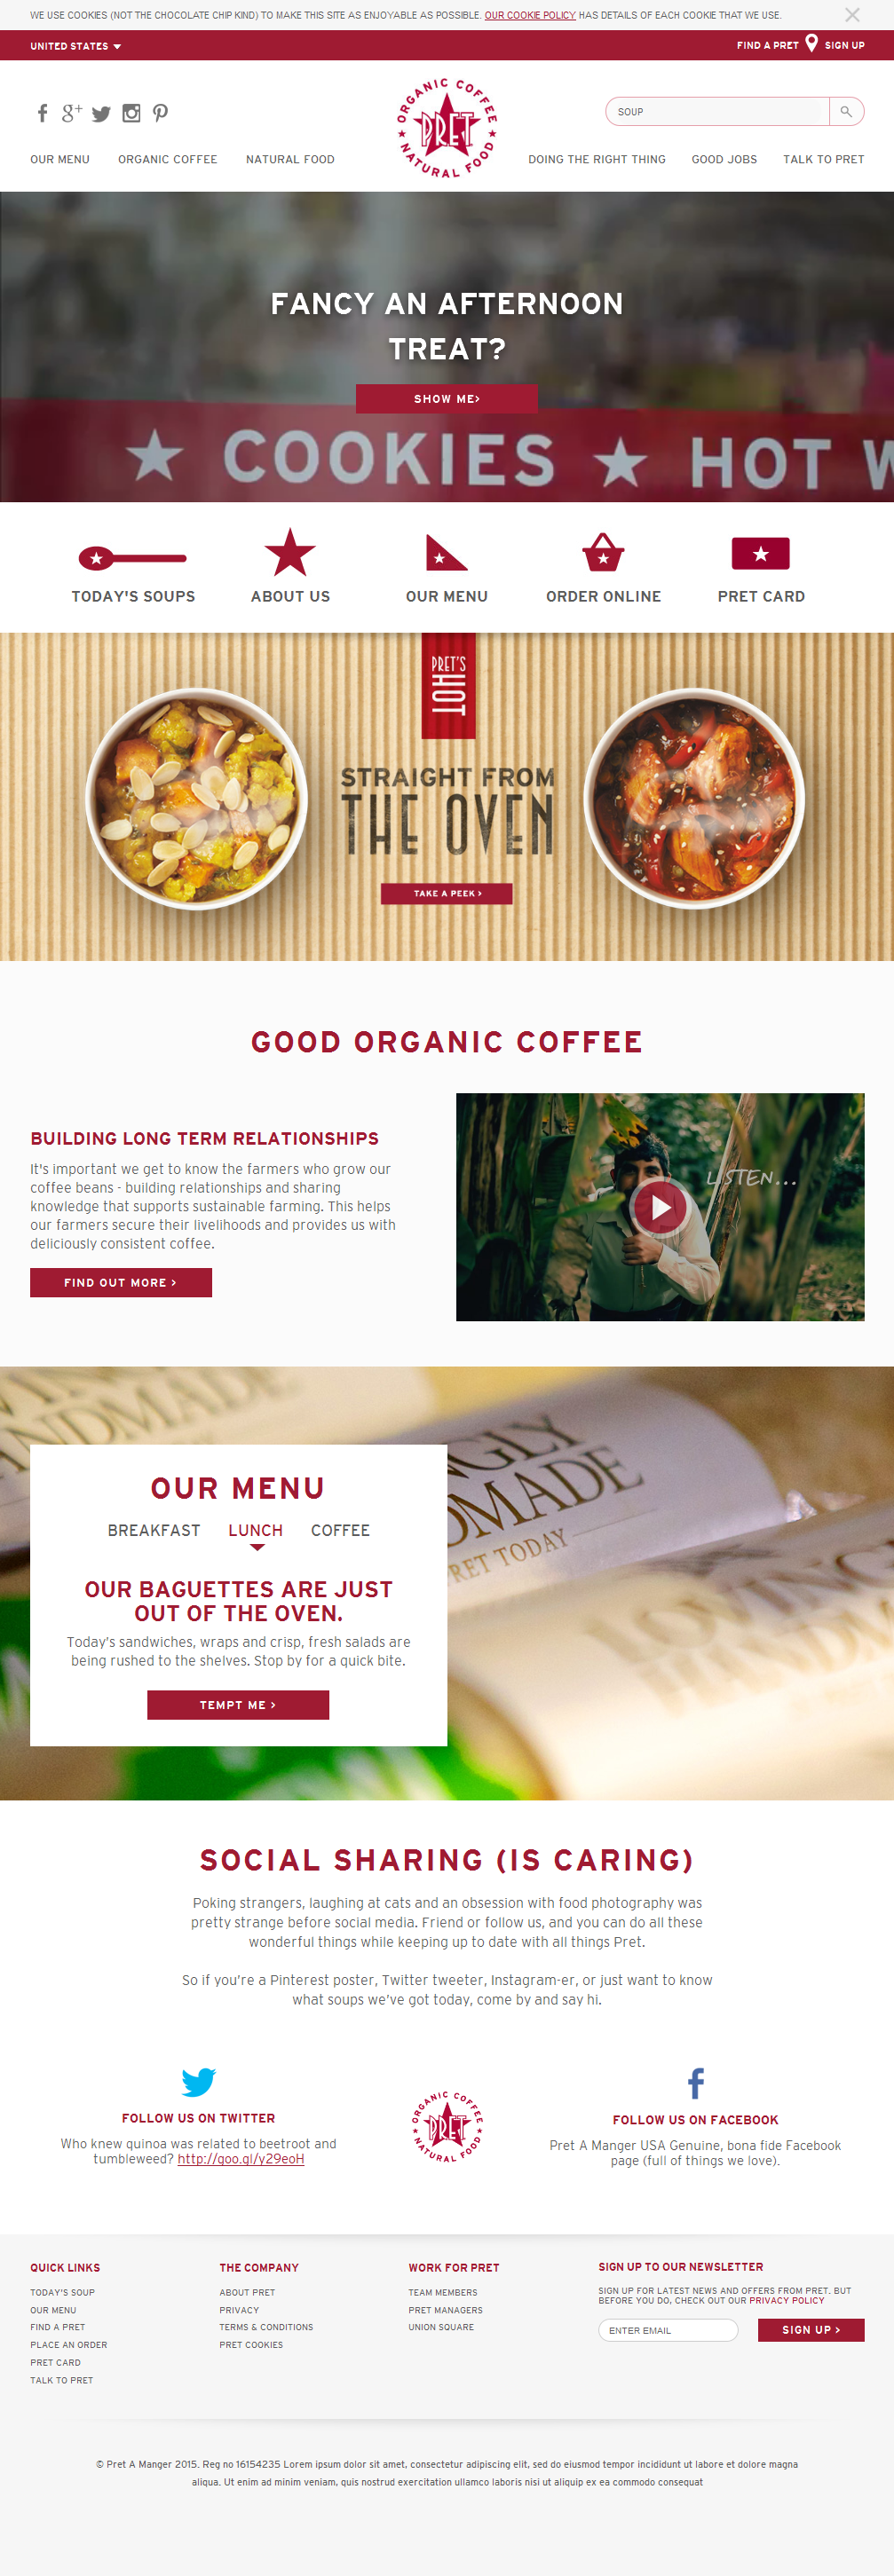 WE USE COOKIES (NOT THE CHOCOLATE CHIP KIND) TO MAKE THIS SITE AS ENJOYABLE AS POSSIBLE. OUR COOKIE POLICY HAS DETAILS OF EACH COOKIE THAT WE USE.
UNITED STATES
FIND A PRET SIGN UP
g+
ORGANIC COFFEE
PRET
NATURAL FOOD
SOUP
OUR MENU ORGANIC COFFEE NATURAL FOOD
DOING THE RIGHT THING GOOD JOBS TALK TO PRET
FANCY AN AFTERNOON
TREAT?
SHOW ME>
COOKIES HOT W
TODAY'S SOUPS ABOUT US OUR MENU ORDER ONLINE PRET CARD
PRET'S
HOT
STRAIGHT FROM
THE OVEN
TAKE A PEEK >
GOOD ORGANIC COFFEE
BUILDING LONG TERM RELATIONSHIPS
It's important we get to know the farmers who grow our
coffee beans - building relationships and sharing
knowledge that supports sustainable farming. This helps
our farmers secure their livelihoods and provides us with
deliciously consistent coffee.
FIND OUT MORE >
LISTEN...
OUR MENU
BREAKFAST LUNCH COFFEE
OUR BAGUETTES ARE JUST
OUT OF THE OVEN.
Today's sandwiches, wraps and crisp, fresh salads are
being rushed to the shelves. Stop by for a quick bite.
TEMPT ME >
PRET TODAY
SOCIAL SHARING (IS CARING)
Poking strangers, laughing at cats and an obsession with food photography was
pretty strange before social media. Friend or follow us, and you can do all these
wonderful things while keeping up to date with all things Pret.
So if you're a Pinterest poster, Twitter tweeter, Instagram-er, or just want to know
what soups we've got today, come by and say hi.
FOLLOW US ON TWITTER
Who knew quinoa was related to beetroot and
tumbleweed? http://goo.gl/y29eoH
ORGANIC COFFEE
PRET
NATURAL FOOD
FOLLOW US ON FACEBOOK
Pret A Manger USA Genuine, bona fide Facebook
page (full of things we love).
QUICK LINKS
TODAY'S SOUP
OUR MENU
FIND A PRET
PLACE AN ORDER
PRET CARD
TALK TO PRET
THE COMPANY
ABOUT PRET
PRIVACY
TERMS & CONDITIONS
PRET COOKIES
WORK FOR PRET
TEAM MEMBERS
PRET MANAGERS
UNION SQUARE
SIGN UP TO OUR NEWSLETTER
SIGN UP FOR LATEST NEWS AND OFFERS FROM PRET. BUT
BEFORE YOU DO, CHECK OUT OUR PRIVACY POLICY
ENTER EMAIL SIGN UP >
© Pret A Manger 2015. Reg no 16154235 Lorem ipsum dolor sit amet, consectetur adipiscing elit, sed do eiusmod tempor incididunt ut labore et dolore magna
aliqua. Ut enim ad minim veniam, quis nostrud exercitation ullamco laboris nisi ut aliquip ex ea commodo consequat